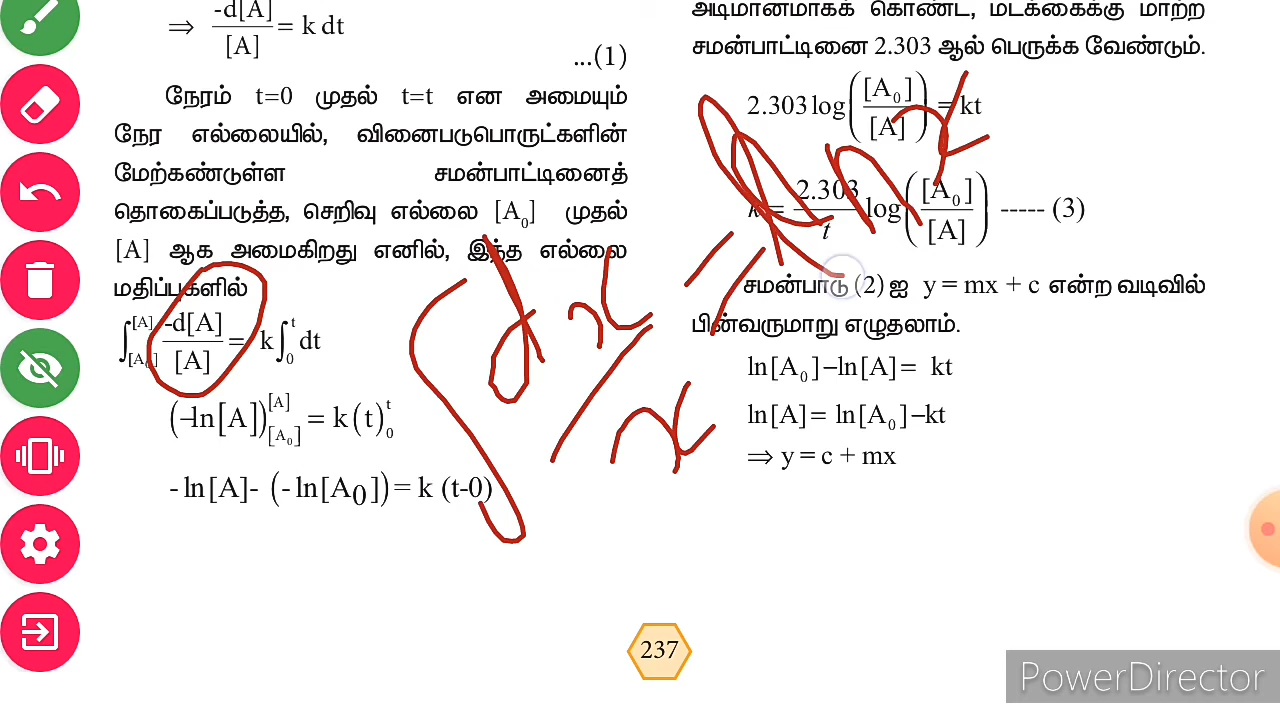 ⇒ -d[A]/[A] = k dt
...(1)
நேரம் t=0 முதல் t=t என அமையும்
நேர எல்லையில், வினைபடுபொருட்களின்
மேற்கண்டுள்ள சமன்பாட்டினைத்
தொகைப்படுத்த, செறிவு எல்லை [A₀] முதல்
[A] ஆக அமைகிறது எனில், இந்த எல்லை
மதிப்புகளில்
∫[A₀]^[A] -d[A]/[A] = k∫₀^t dt
(−ln[A])[A₀]^[A] = k(t)₀^t
-ln[A]- (-ln[A0]) = k (t-0)
அடிமானமாகக் கொண்ட, மடக்கைக்கு மாற்ற
சமன்பாட்டினை 2.303 ஆல் பெருக்க வேண்டும்.
2.303 log([A₀]/[A]) = kt
k = 2.303/t log([A₀]/[A]) ----- (3)
சமன்பாடு (2) ஐ y = mx + c என்ற வடிவில்
பின்வருமாறு எழுதலாம்.
ln[A₀]−ln[A]= kt
ln[A]= ln[A₀]−kt
⇒ y = c + mx
∫ dx/x = ln x
237
PowerDirector